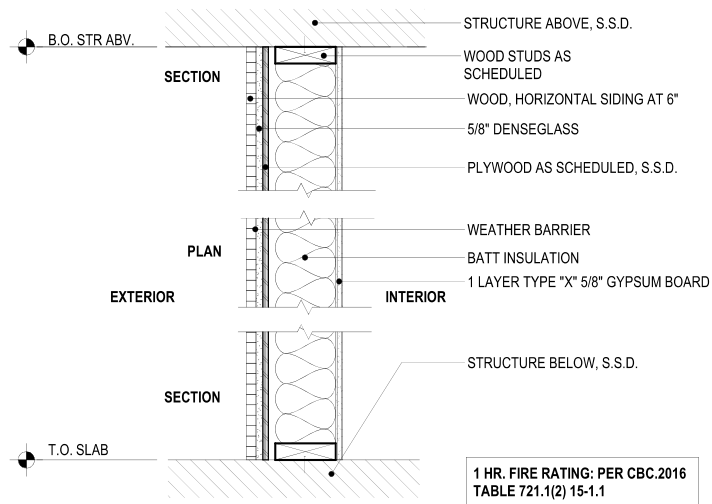 STRUCTURE ABOVE, S.S.D.
B.O. STR ABV.
WOOD STUDS AS
SCHEDULED
SECTION
WOOD, HORIZONTAL SIDING AT 6"
5/8" DENSEGLASS
PLYWOOD AS SCHEDULED, S.S.D.
WEATHER BARRIER
PLAN
BATT INSULATION
1 LAYER TYPE "X" 5/8" GYPSUM BOARD
EXTERIOR
INTERIOR
STRUCTURE BELOW, S.S.D.
SECTION
T.O. SLAB
1 HR. FIRE RATING: PER CBC.2016
TABLE 721.1(2) 15-1.1